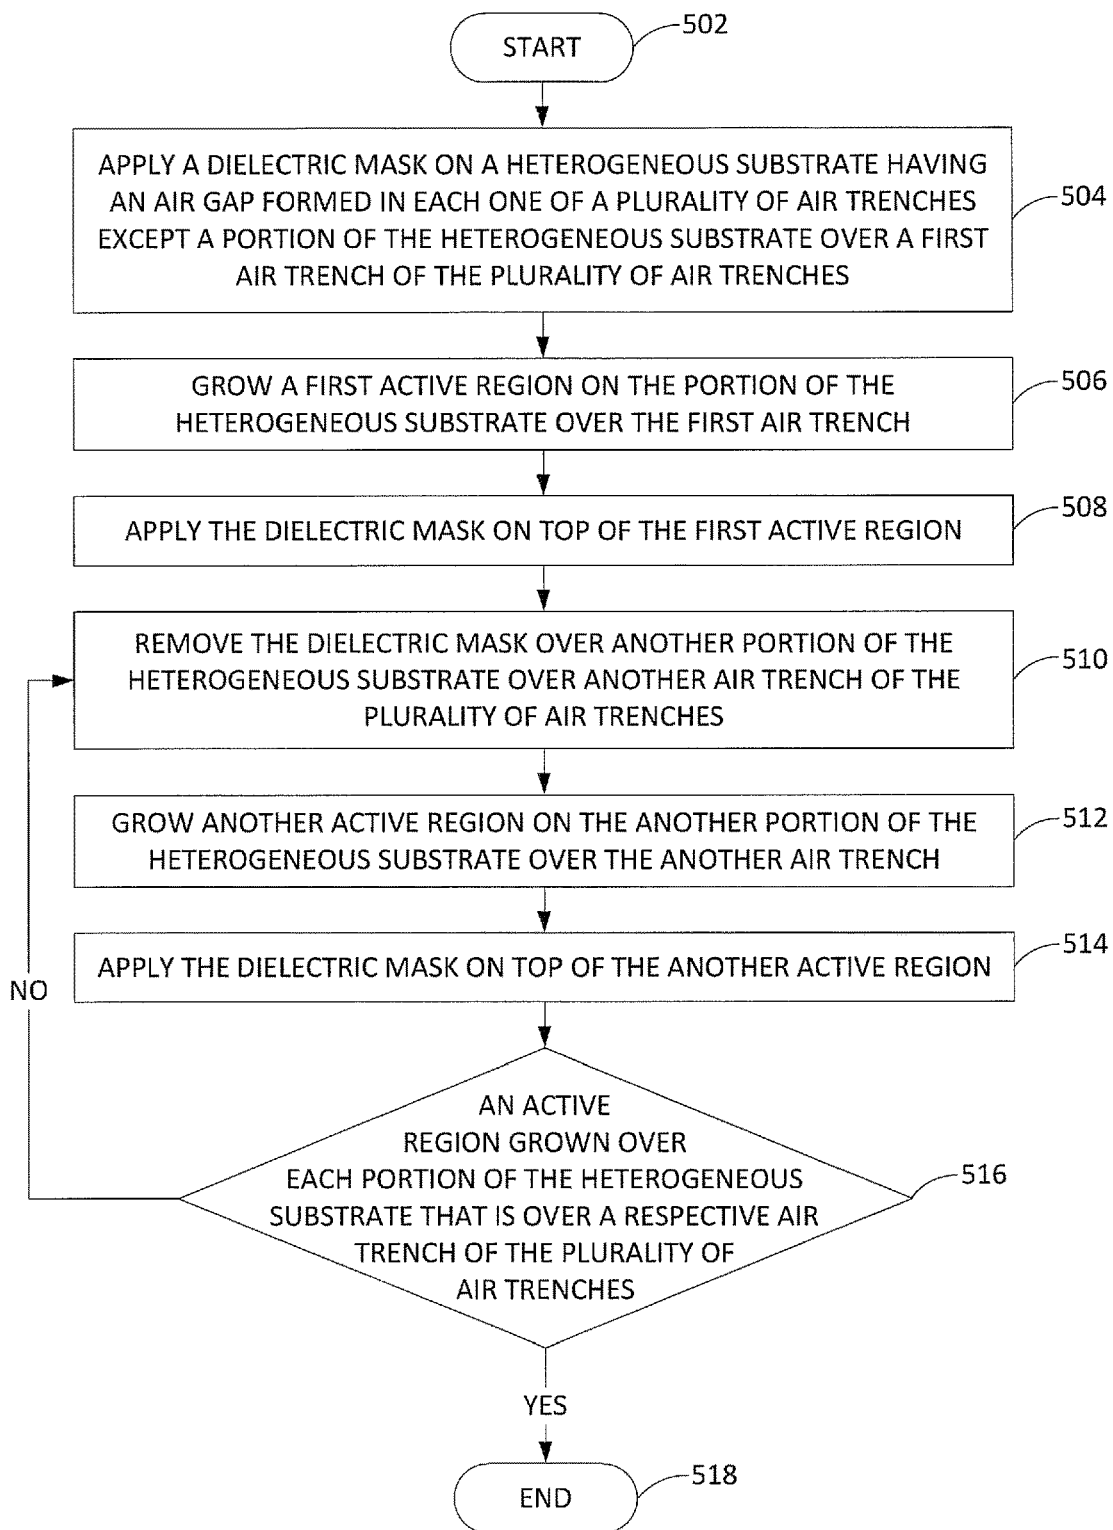 START
502
APPLY A DIELECTRIC MASK ON A HETEROGENEOUS SUBSTRATE HAVING
AN AIR GAP FORMED IN EACH ONE OF A PLURALITY OF AIR TRENCHES
EXCEPT A PORTION OF THE HETEROGENEOUS SUBSTRATE OVER A FIRST
AIR TRENCH OF THE PLURALITY OF AIR TRENCHES
504
GROW A FIRST ACTIVE REGION ON THE PORTION OF THE
HETEROGENEOUS SUBSTRATE OVER THE FIRST AIR TRENCH
506
APPLY THE DIELECTRIC MASK ON TOP OF THE FIRST ACTIVE REGION
508
REMOVE THE DIELECTRIC MASK OVER ANOTHER PORTION OF THE
HETEROGENEOUS SUBSTRATE OVER ANOTHER AIR TRENCH OF THE
PLURALITY OF AIR TRENCHES
510
GROW ANOTHER ACTIVE REGION ON THE ANOTHER PORTION OF THE
HETEROGENEOUS SUBSTRATE OVER THE ANOTHER AIR TRENCH
512
APPLY THE DIELECTRIC MASK ON TOP OF THE ANOTHER ACTIVE REGION
514
NO
AN ACTIVE
REGION GROWN OVER
EACH PORTION OF THE HETEROGENEOUS
SUBSTRATE THAT IS OVER A RESPECTIVE AIR
TRENCH OF THE PLURALITY OF
AIR TRENCHES
516
YES
END
518